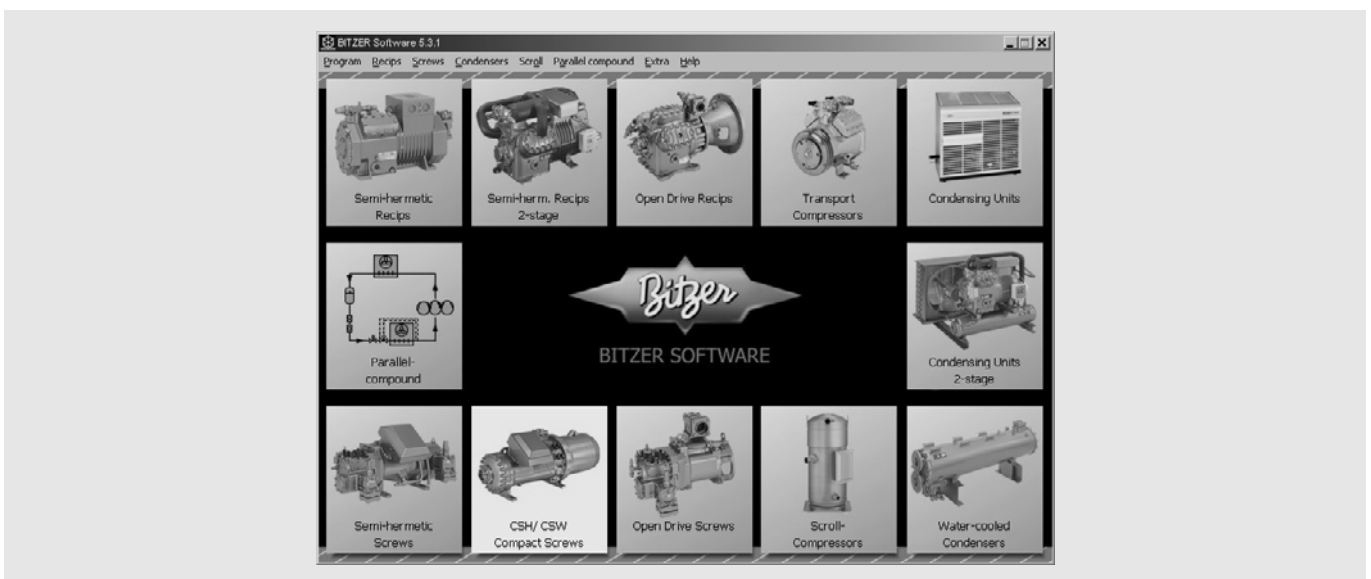 BITZER Software 5.3.1
Program Recips Screws Condensers Scroll Parallel compound Extra Help
Semi-hermetic
Recips
Semi-herm. Recips
2-stage
Open Drive Recips
Transport
Compressors
Condensing Units
Parallel-
compound
Bitzer
BITZER SOFTWARE
Condensing Units
2-stage
Semi-hermetic
Screws
CSH/ CSW
Compact Screws
Open Drive Screws
Scroll-
Compressors
Water-cooled
Condensers